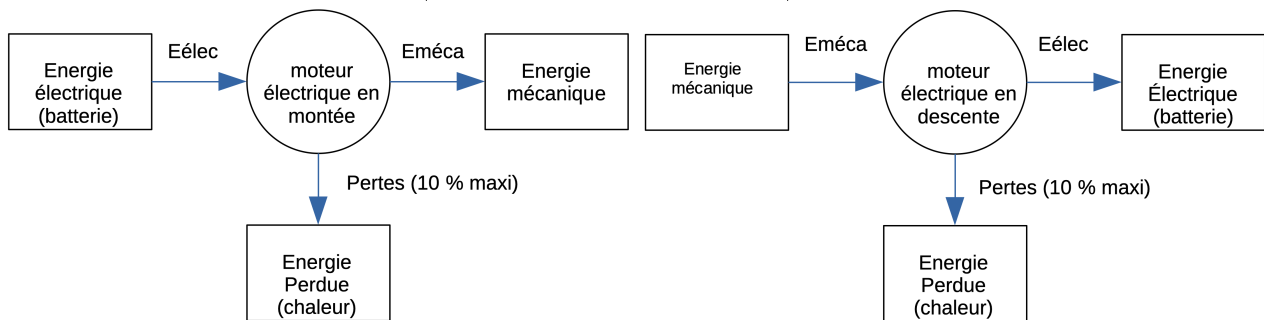 Energie
électrique
(batterie)
Eélec
moteur
électrique en
montée
Eméca
Energie
mécanique
Pertes (10 % maxi)
Energie
Perdue
(chaleur)
Energie
mécanique
Eméca
moteur
électrique en
descente
Eélec
Energie
Électrique
(batterie)
Pertes (10 % maxi)
Energie
Perdue
(chaleur)